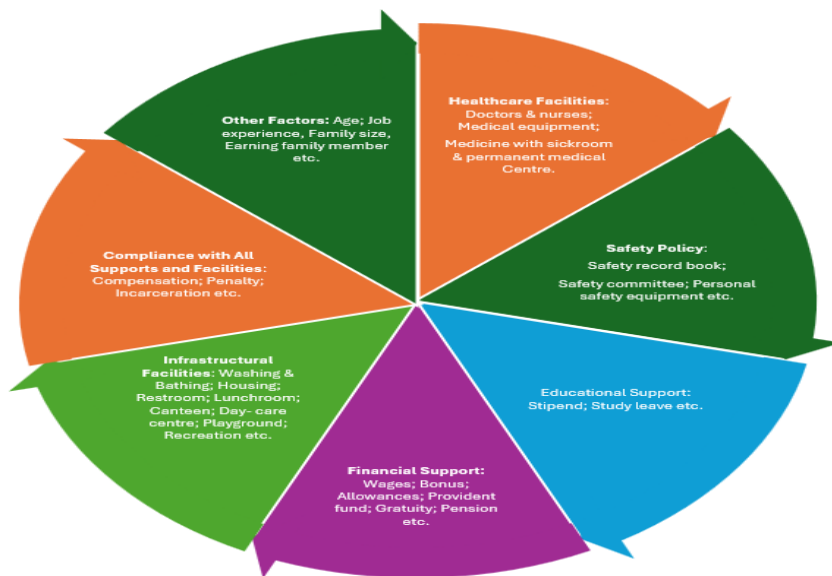 Healthcare Facilities:
Doctors & nurses;
Medical equipment;
Medicine with sickroom
& permanent medical
Centre.
Safety Policy:
Safety record book;
Safety committee; Personal
safety equipment etc.
Educational Support:
Stipend; Study leave etc.
Financial Support:
Wages; Bonus;
Allowances; Provident
fund; Gratuity; Pension
etc.
Infrastructural
Facilities: Washing &
Bathing; Housing;
Restroom; Lunchroom;
Canteen; Day- care
centre; Playground;
Recreation etc.
Compliance with All
Supports and Facilities:
Compensation; Penalty;
Incarceration etc.
Other Factors: Age; Job
experience, Family size,
Earning family member
etc.